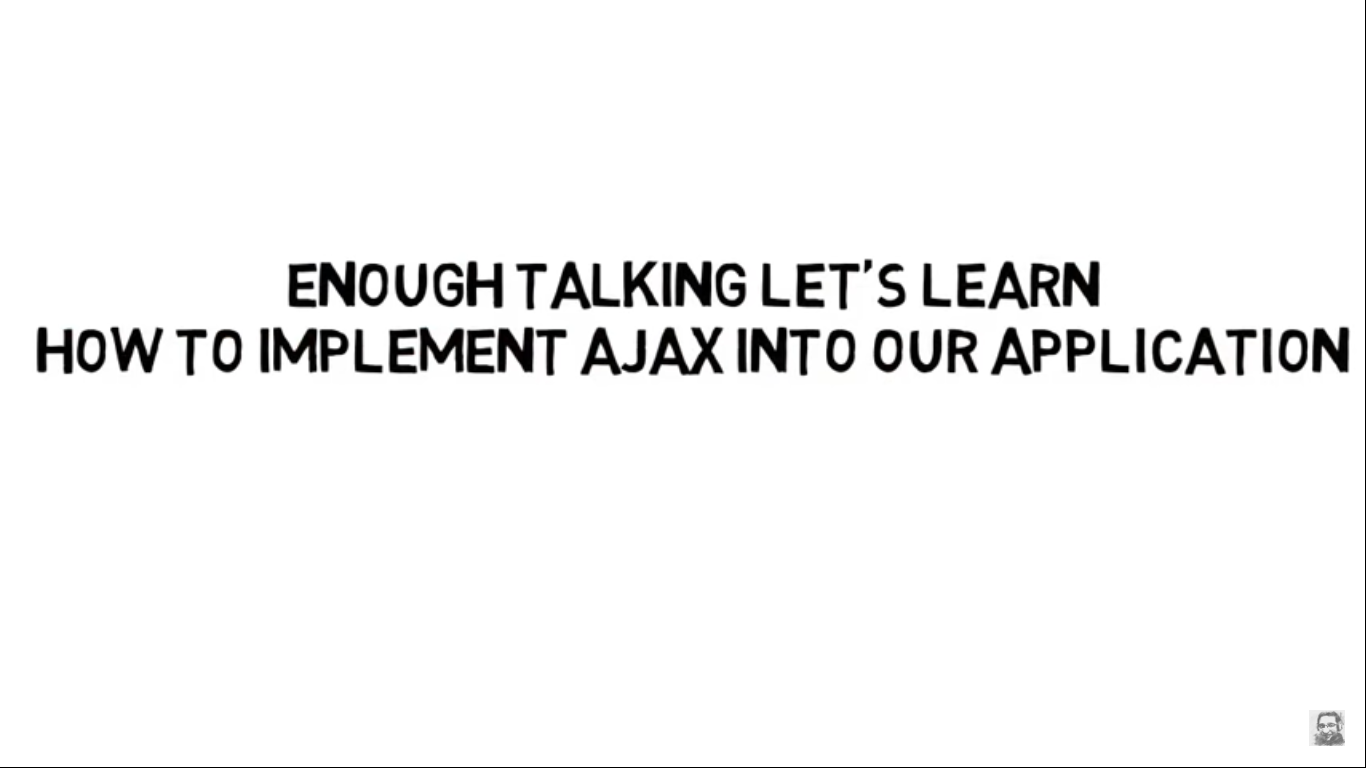 ENOUGH TALKING LET'S LEARN
HOW TO IMPLEMENT AJAX INTO OUR APPLICATION